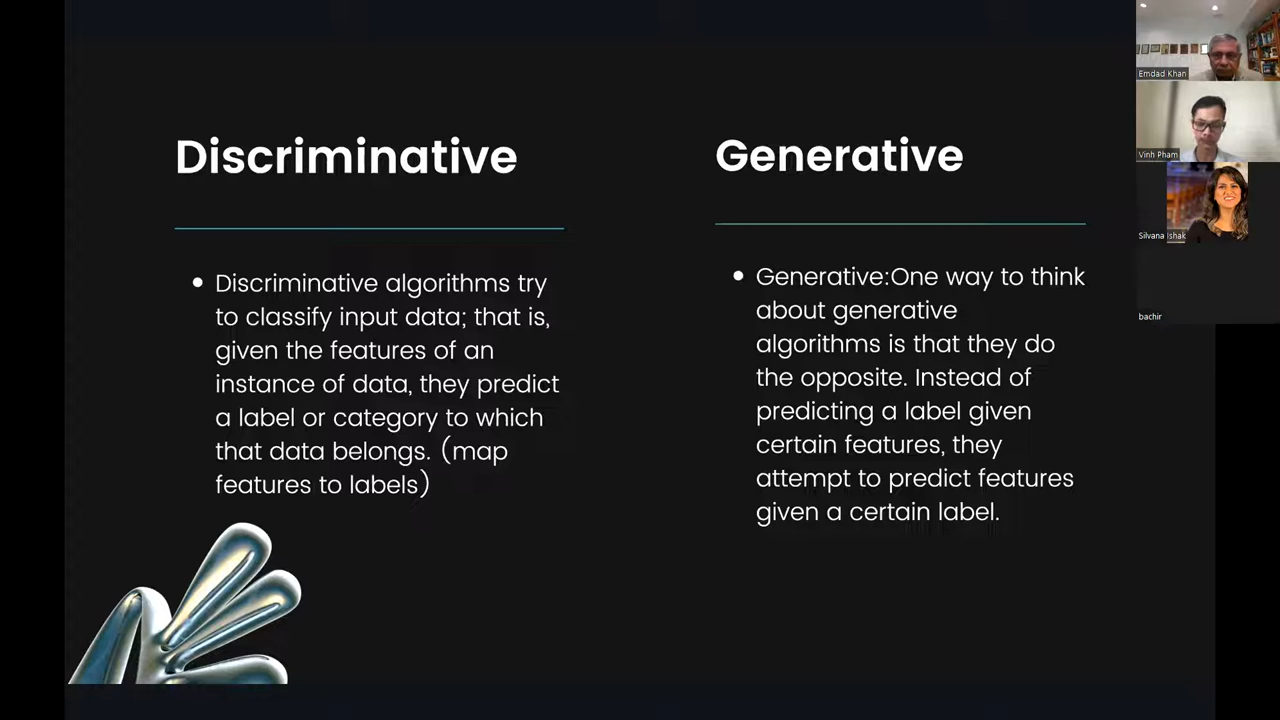 Discriminative
Discriminative algorithms try
to classify input data; that is,
given the features of an
instance of data, they predict
a label or category to which
that data belongs. (map
features to labels)
Generative
Generative:One way to think
about generative
algorithms is that they do
the opposite. Instead of
predicting a label given
certain features, they
attempt to predict features
given a certain label.
Emdad Khan
Vinh Pham
Silvana Ishak
bachir